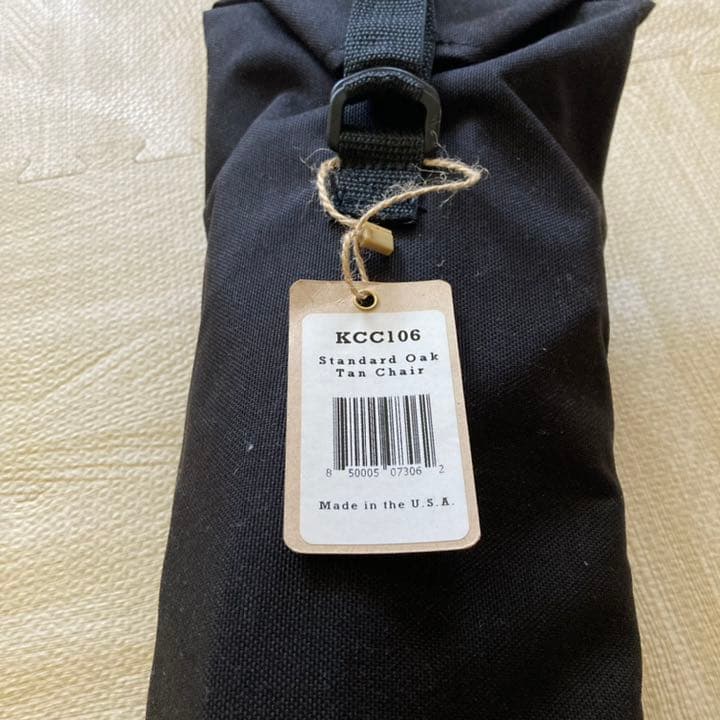 KCC106
Standard Oak
Tan Chair
8 50005 07306 2
Made in the U.S.A.